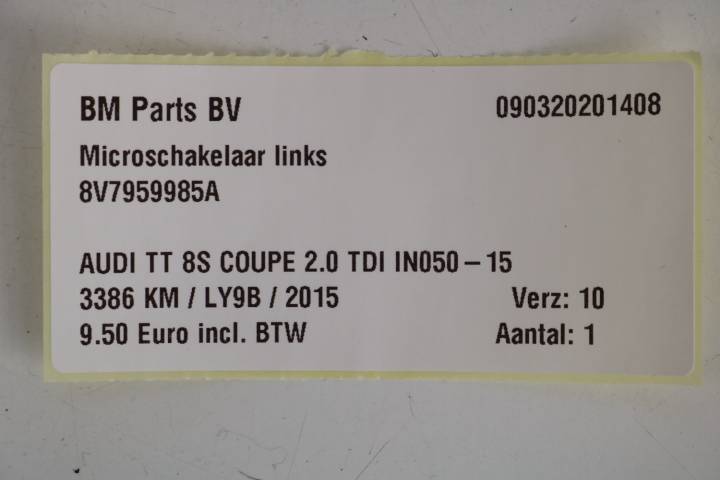 BM Parts BV 090320201408
Microschakelaar links
8V7959985A
AUDI TT 8S COUPE 2.0 TDI IN050-15
3386 KM / LY9B / 2015 Verz: 10
9.50 Euro incl. BTW Aantal: 1